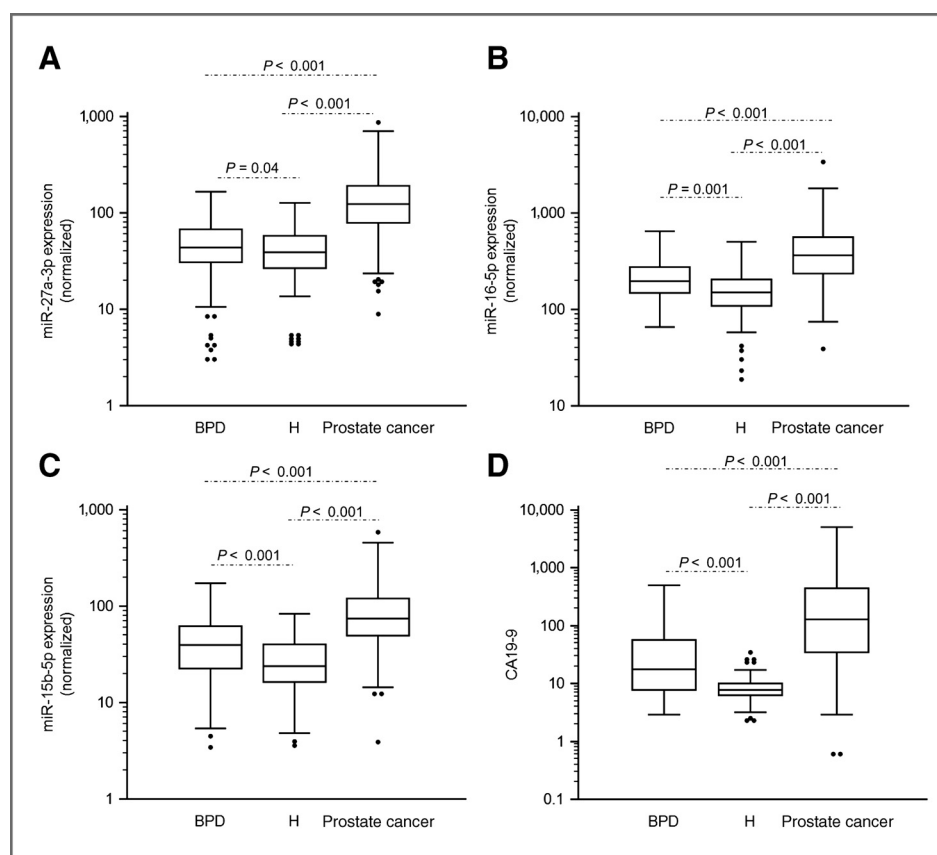 A
P < 0.001
P < 0.001
P = 0.04
1,000
100
10
1
miR-27a-3p expression
(normalized)
BPD
H
Prostate cancer
B
P < 0.001
P < 0.001
P = 0.001
10,000
1,000
100
10
miR-16-5p expression
(normalized)
BPD
H
Prostate cancer
C
P < 0.001
P < 0.001
P < 0.001
1,000
100
10
1
miR-15b-5p expression
(normalized)
BPD
H
Prostate cancer
D
P < 0.001
P < 0.001
P < 0.001
10,000
1,000
100
10
1
0.1
CA19-9
BPD
H
Prostate cancer